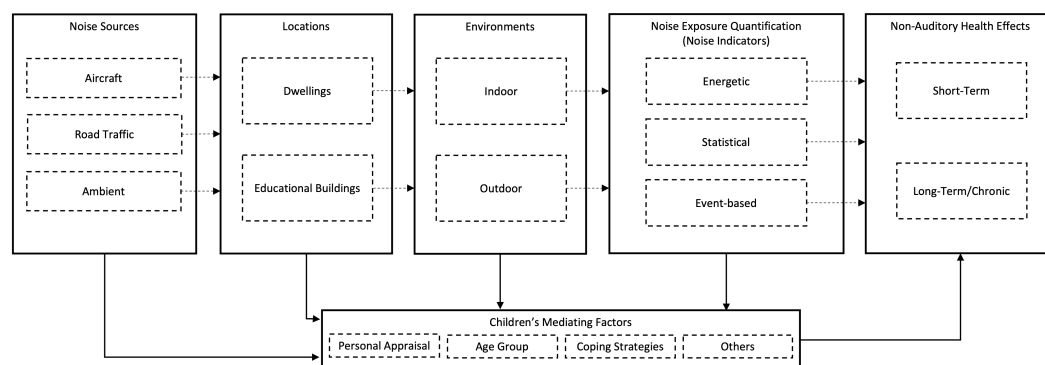 Noise Sources
Aircraft
Road Traffic
Ambient
Locations
Dwellings
Educational Buildings
Environments
Indoor
Outdoor
Noise Exposure Quantification
(Noise Indicators)
Energetic
Statistical
Event-based
Non-Auditory Health Effects
Short-Term
Long-Term/Chronic
Children's Mediating Factors
Personal Appraisal
Age Group
Coping Strategies
Others